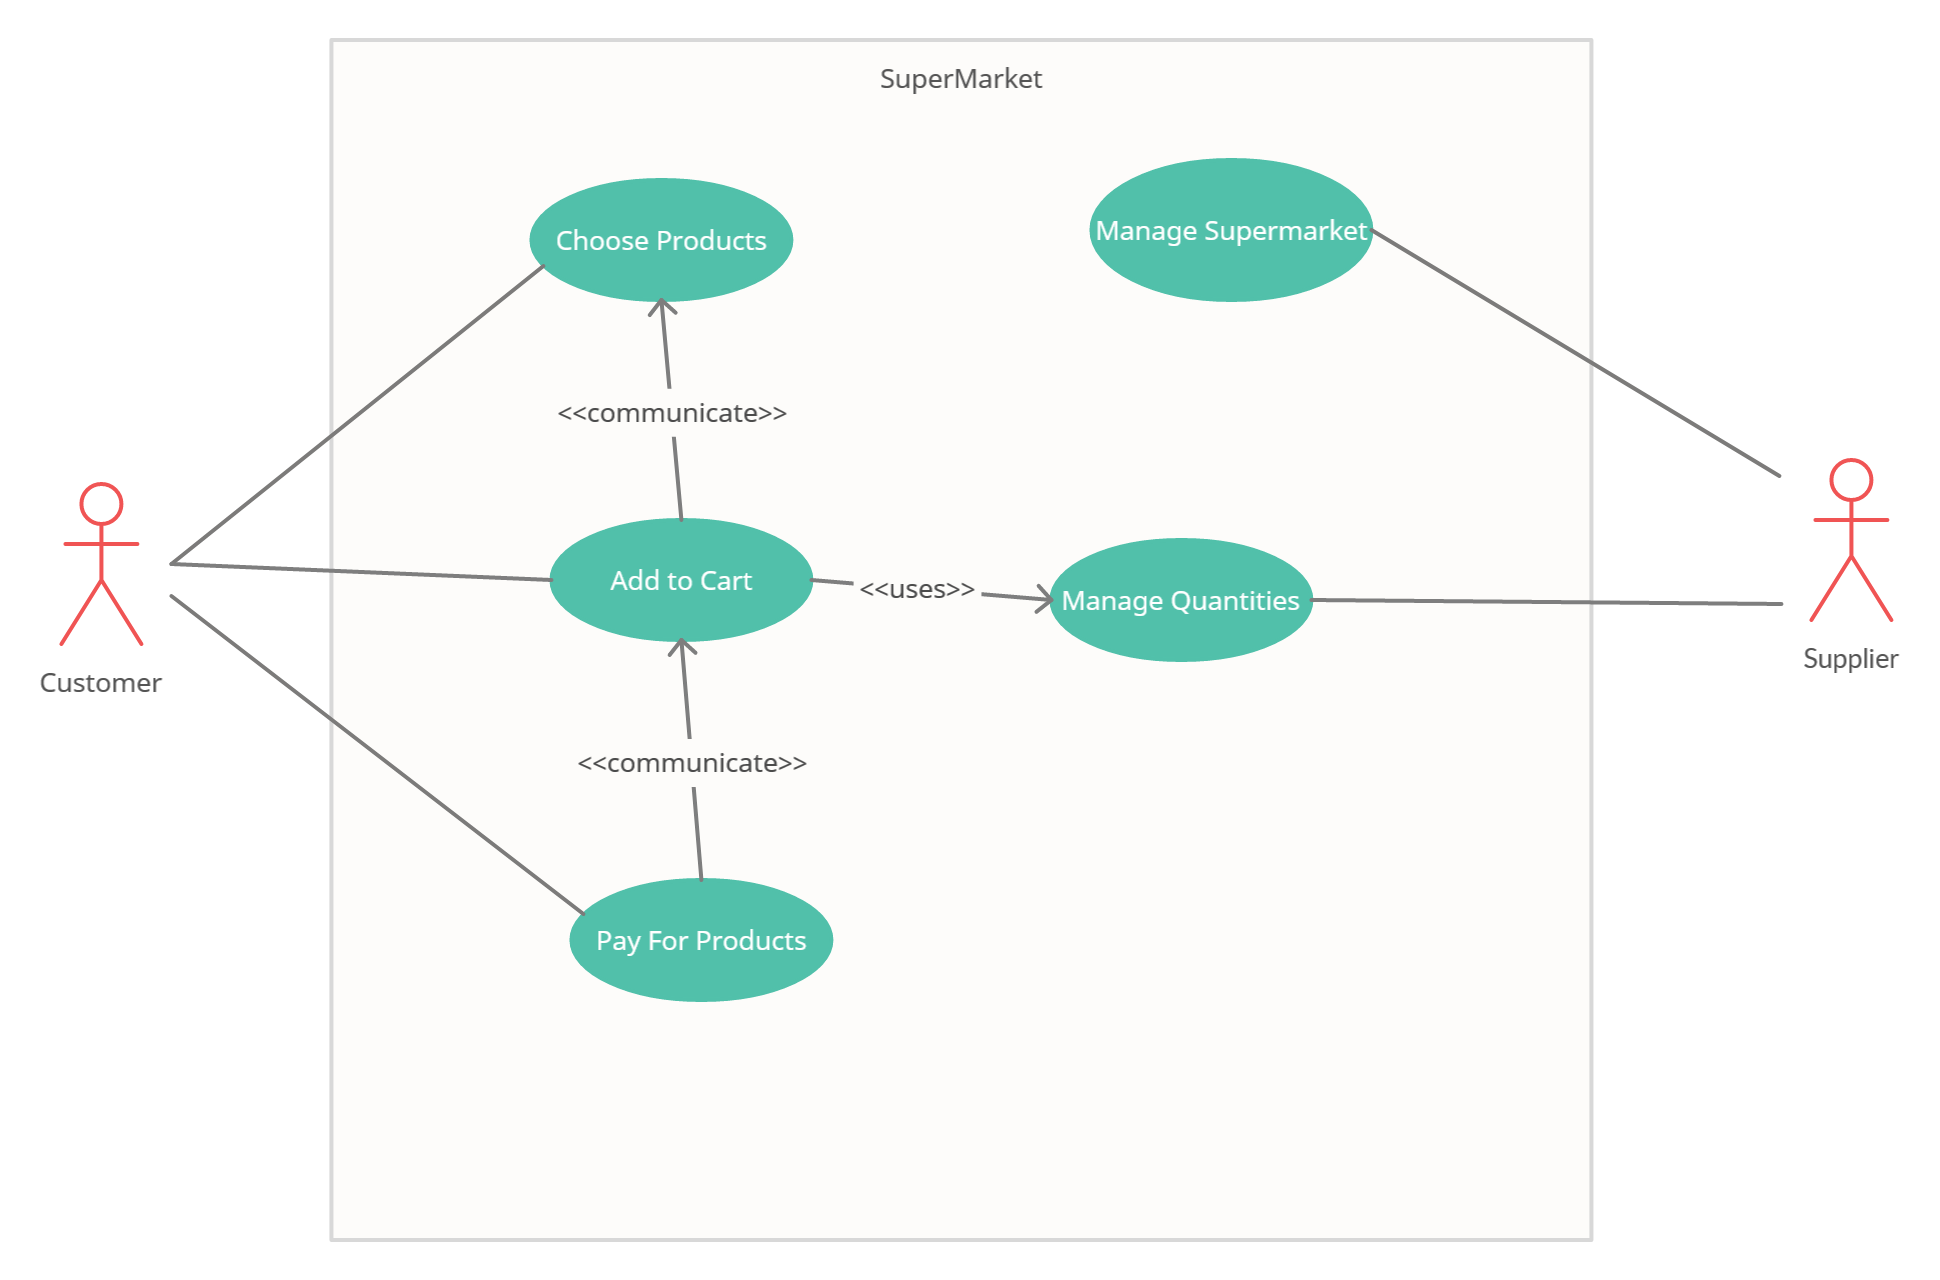 SuperMarket
Choose Products
Manage Supermarket
<<communicate>>
Add to Cart
<<uses>>
Manage Quantities
Customer
Supplier
<<communicate>>
Pay For Products